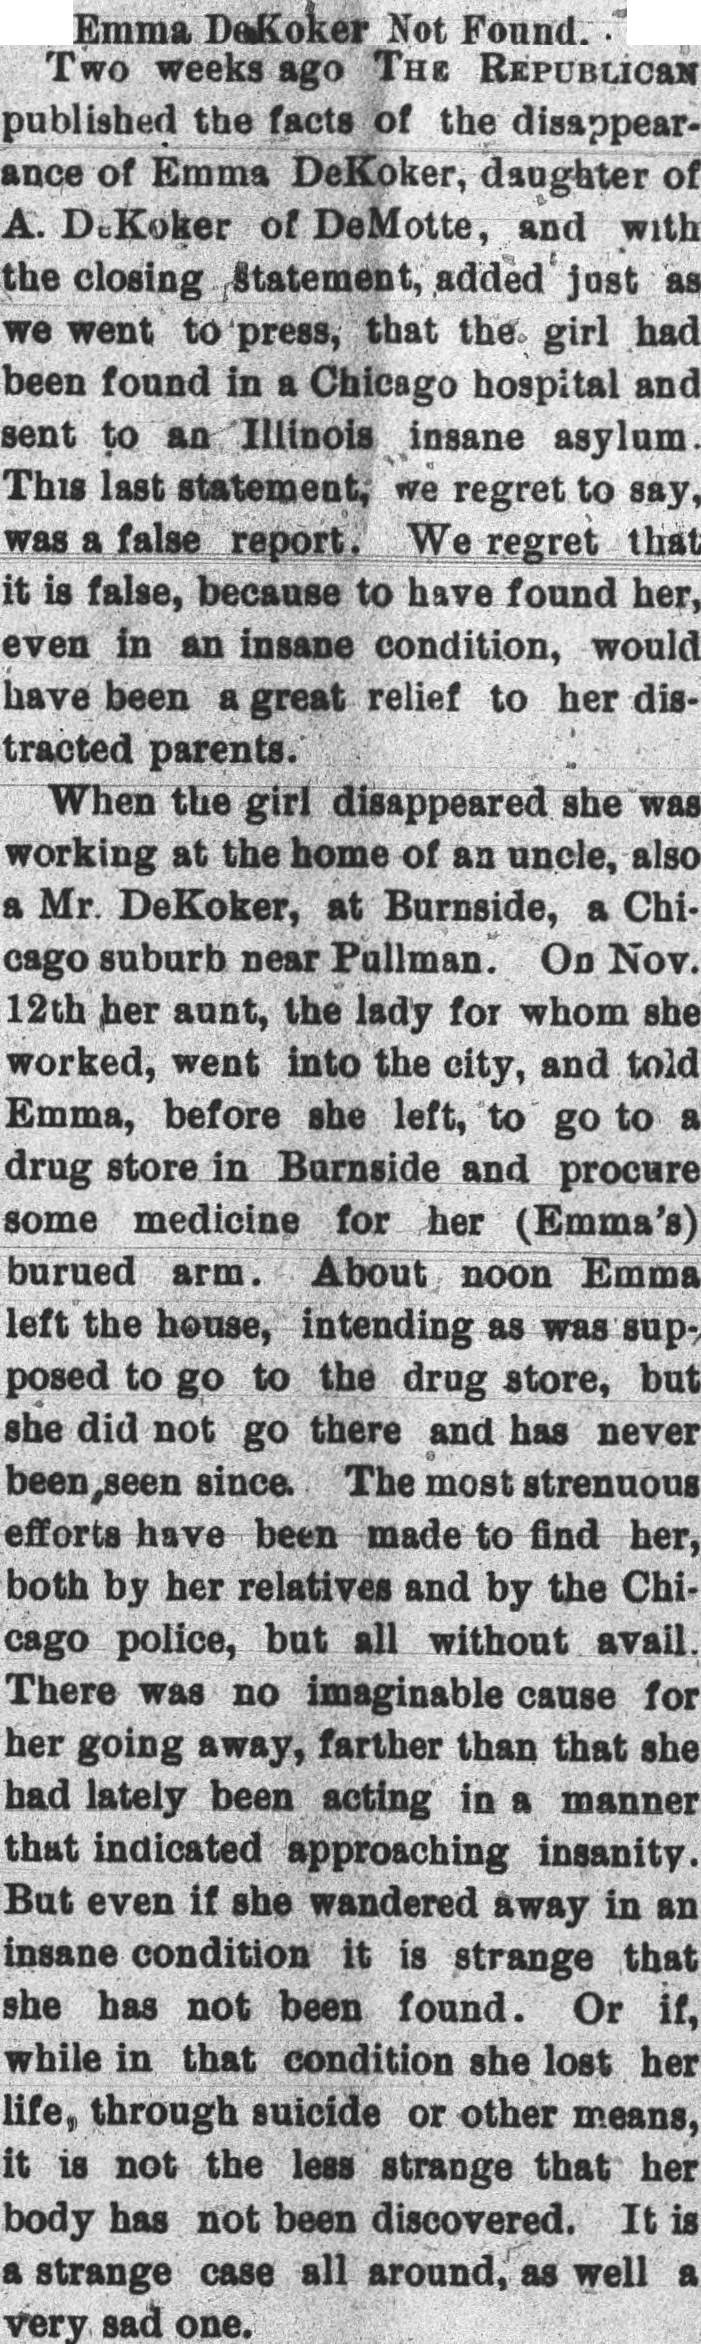 Emma DeKoker Not Found.
Two weeks ago THE REPUBLICAN
published the facts of the disappear-
ance of Emma DeKoker, daughter of
A. DeKoker of DeMotte, and with
the closing statement, added just as
we went to press, that the girl had
been found in a Chicago hospital and
sent to an Illinois insane asylum.
This last statement, we regret to say,
was a false report. We regret that
it is false, because to have found her,
even in an insane condition, would
have been a great relief to her dis-
tracted parents.
When the girl disappeared she was
working at the home of an uncle, also
a Mr. DeKoker, at Burnside, a Chi-
cago suburb near Pullman. On Nov.
12th her aunt, the lady for whom she
worked, went into the city, and told
Emma, before she left, to go to a
drug store in Burnside and procure
some medicine for her (Emma's)
burued arm. About noon Emma
left the house, intending as was sup-
posed to go to the drug store, but
she did not go there and has never
been seen since. The most strenuous
efforts have been made to find her,
both by her relatives and by the Chi-
cago police, but all without avail.
There was no imaginable cause for
her going away, farther than that she
had lately been acting in a manner
that indicated approaching insanity.
But even if she wandered away in an
insane condition it is strange that
she has not been found. Or if,
while in that condition she lost her
life, through suicide or other means,
it is not the less strange that her
body has not been discovered. It is
a strange case all around, as well a
very sad one.